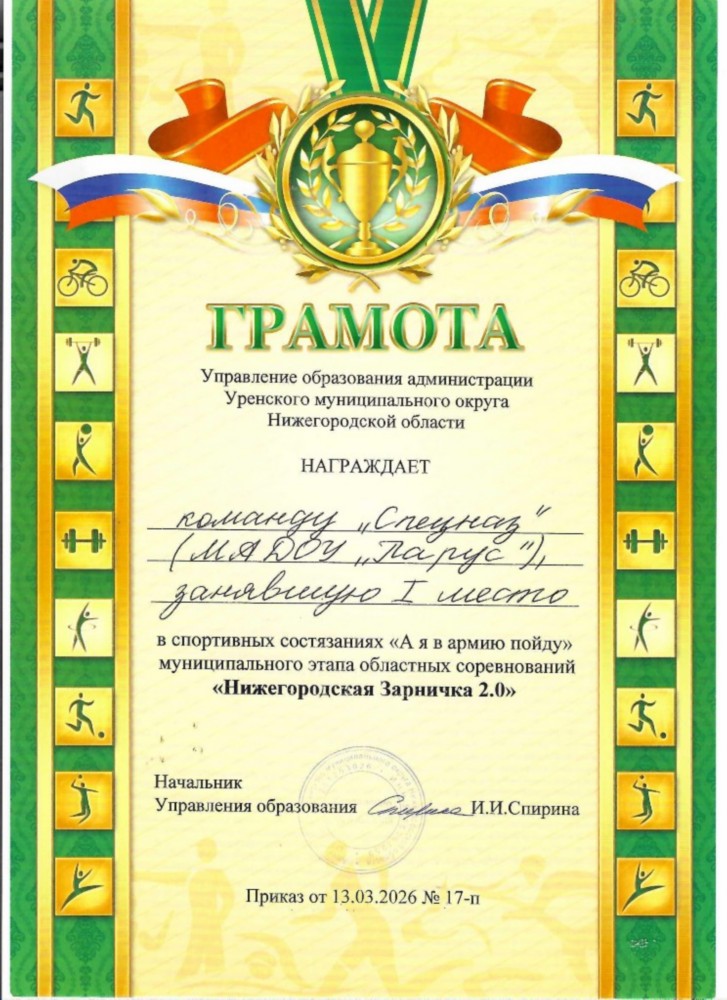 ГРАМОТА
Управление образования администрации
Уренского муниципального округа
Нижегородской области
НАГРАЖДАЕТ
команду „Спецназ"
(МАДОУ „Парус"),
занявшую I место
в спортивных состязаниях «А я в армию пойду»
муниципального этапа областных соревнований
«Нижегородская Зарничка 2.0»
Начальник
Управления образования Спирина И.И.Спирина
Приказ от 13.03.2026 № 17-п